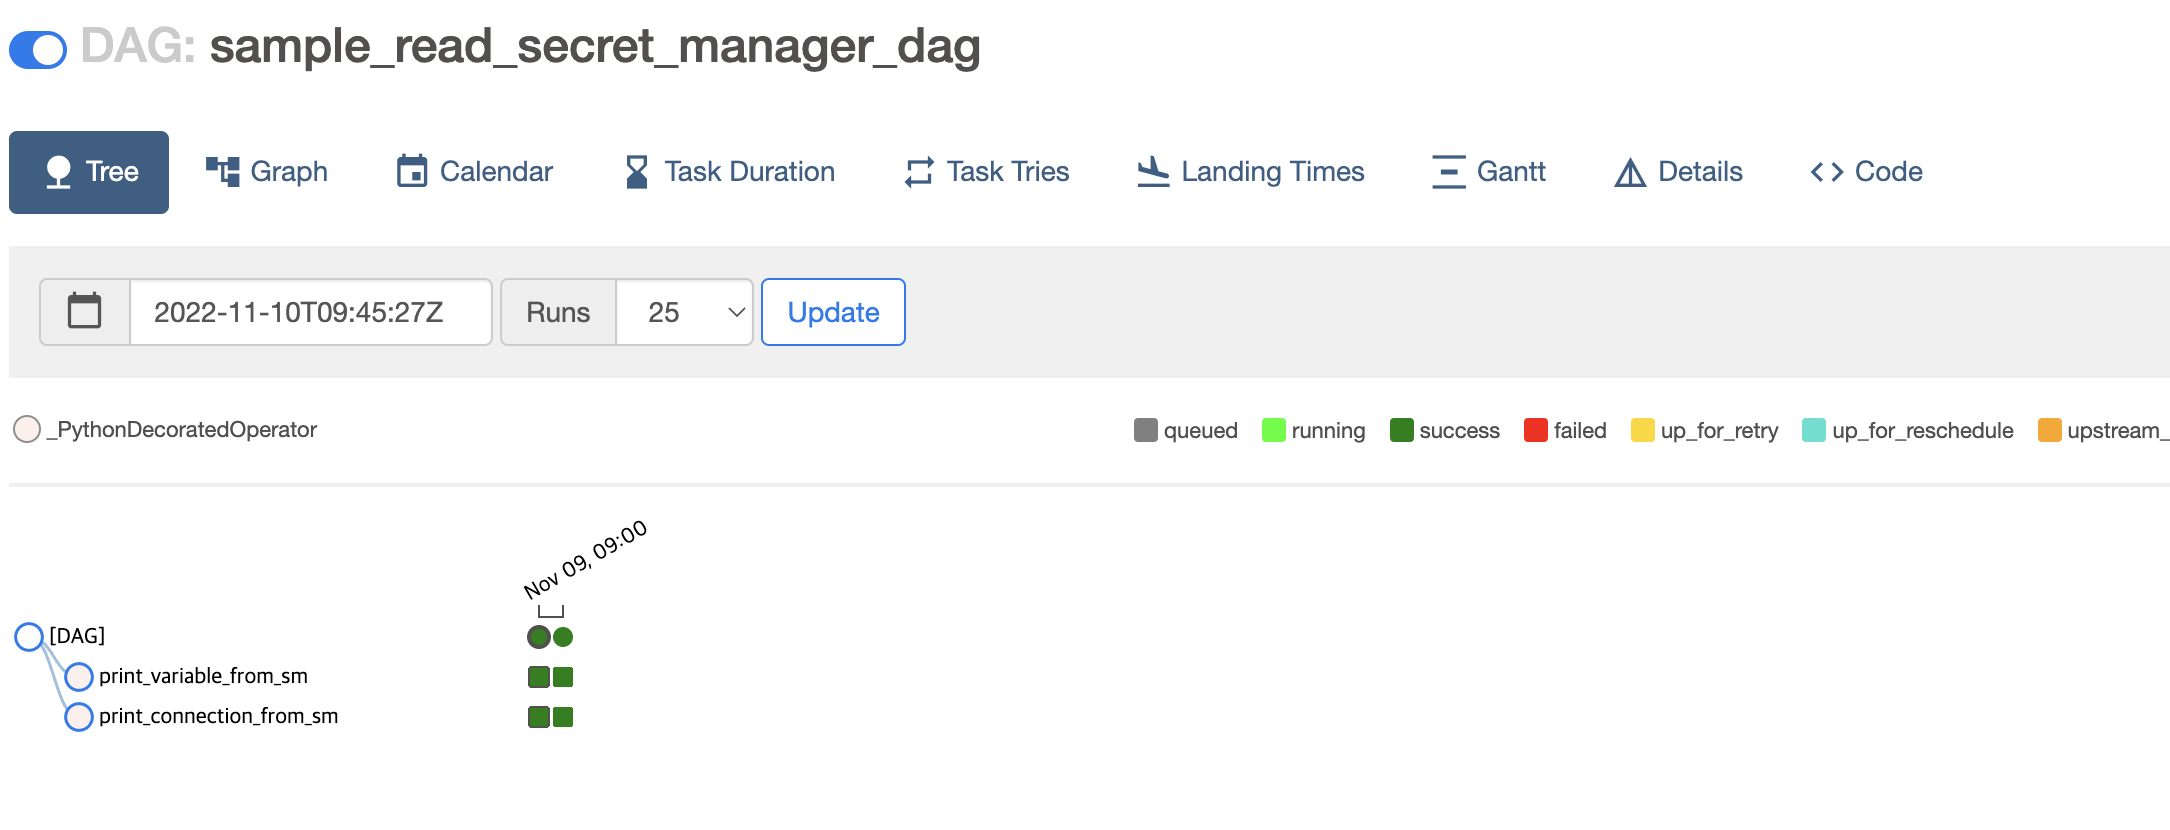 DAG: sample_read_secret_manager_dag
Tree Graph Calendar Task Duration Task Tries Landing Times Gantt Details Code
2022-11-10T09:45:27Z Runs 25 Update
_PythonDecoratedOperator queued running success failed up_for_retry up_for_reschedule upstream_
Nov 09, 09:00
[DAG]
print_variable_from_sm
print_connection_from_sm